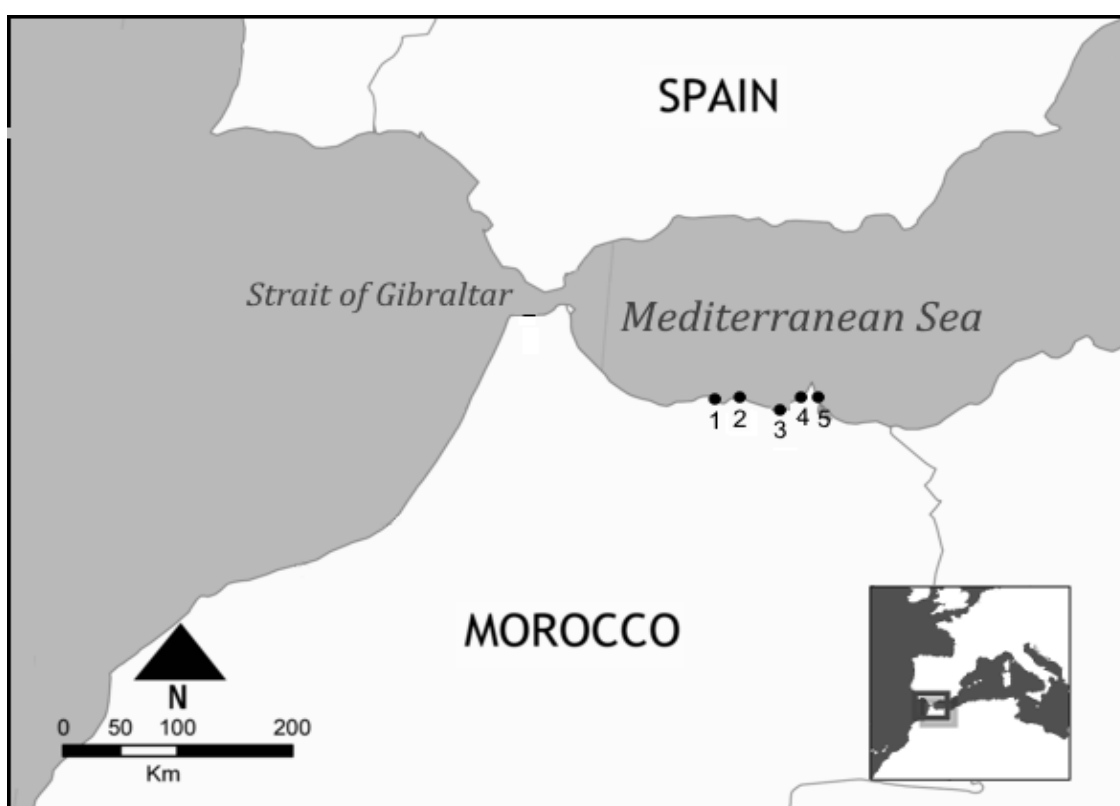 SPAIN
Strait of Gibraltar
Mediterranean Sea
1 2 3 4 5
MOROCCO
N
0 50 100 200
Km